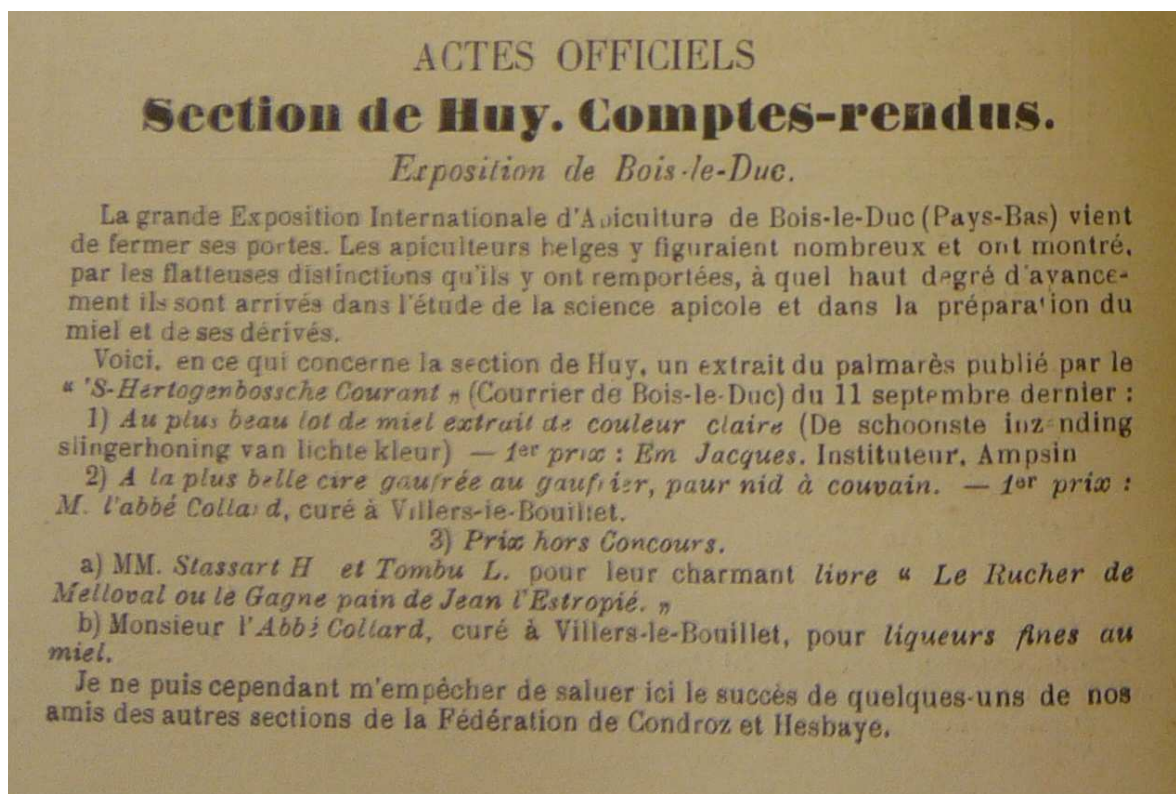 ACTES OFFICIELS
Section de Huy. Comptes-rendus.
Exposition de Bois-le-Duc.
La grande Exposition Internationale d'Apiculture de Bois-le-Duc (Pays-Bas) vient
de fermer ses portes. Les apiculteurs belges y figuraient nombreux et ont montré,
par les flatteuses distinctions qu'ils y ont remportées, à quel haut degré d'avance-
ment ils sont arrivés dans l'étude de la science apicole et dans la préparation du
miel et de ses dérivés.
Voici, en ce qui concerne la section de Huy, un extrait du palmarès publié par le
“ 'S-Hertogenbossche Courant „ (Courrier de Bois-le-Duc) du 11 septembre dernier :
1) Au plus beau lot de miel extrait de couleur claire (De schoonste inzending
slingerhoning van lichte kleur) — 1er prix : Em Jacques. Instituteur, Ampsin
2) A la plus belle cire gaufrée au gaufrier, paur nid à couvain. — 1er prix :
M. l'abbé Collard, curé à Villers-le-Bouillet.
3) Prix hors Concours.
a) MM. Stassart H et Tombu L. pour leur charmant livre “ Le Rucher de
Melloval ou le Gagne pain de Jean l'Estropié. „
b) Monsieur l'Abbé Collard, curé à Villers-le-Bouillet, pour liqueurs fines au
miel.
Je ne puis cependant m'empêcher de saluer ici le succès de quelques-uns de nos
amis des autres sections de la Fédération de Condroz et Hesbaye.